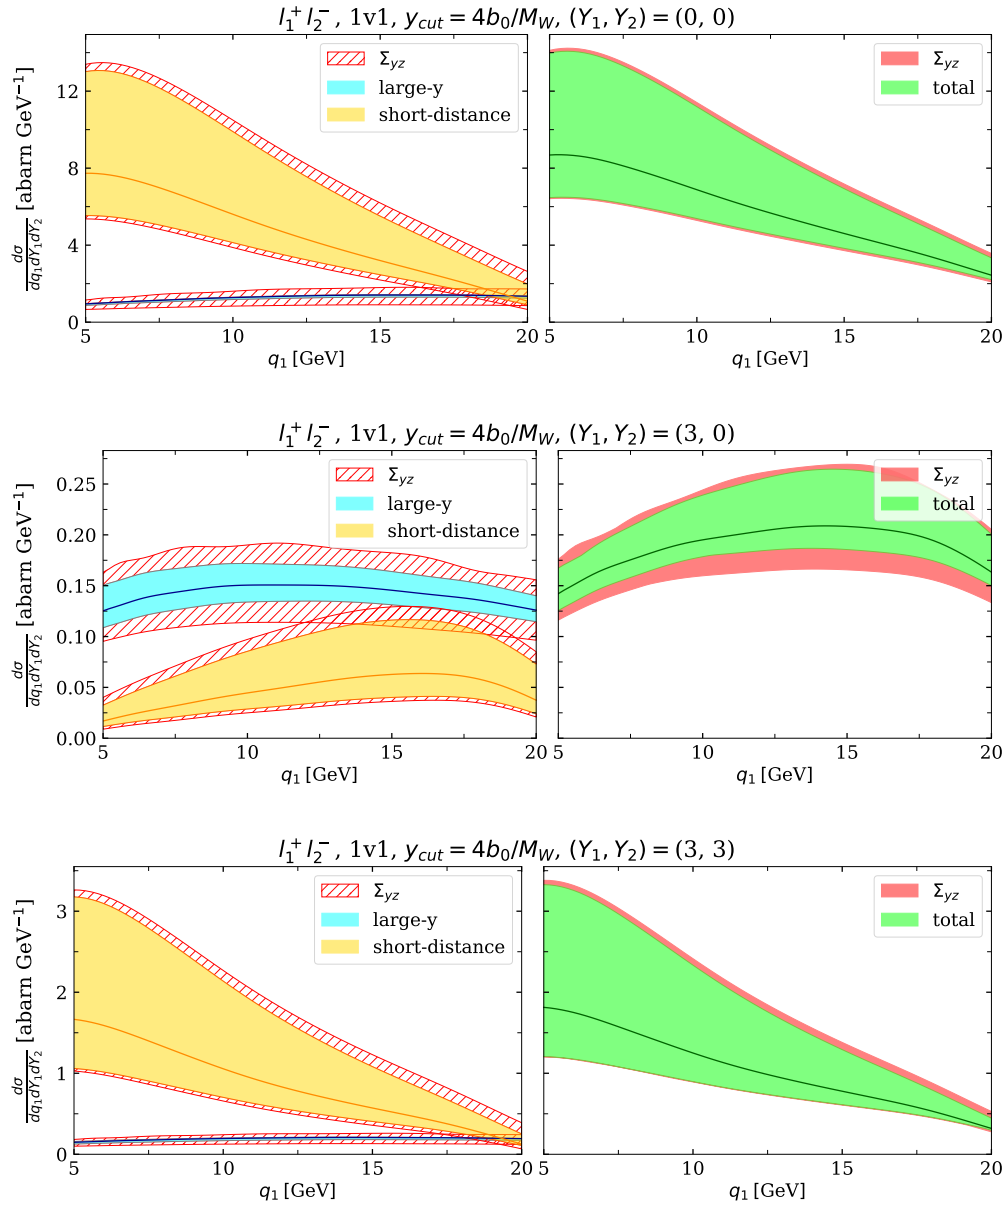 l₁⁺ l₂⁻ , 1v1, y_cut = 4b₀/M_W, (Y₁, Y₂) = (0, 0)
dσ/dq₁dY₁dY₂ [abarn GeV⁻¹]
12
8
4
0
Σ_yz
large-y
short-distance
5 10 15 20
q₁ [GeV]
Σ_yz
total
5 10 15 20
q₁ [GeV]
l₁⁺ l₂⁻ , 1v1, y_cut = 4b₀/M_W, (Y₁, Y₂) = (3, 0)
dσ/dq₁dY₁dY₂ [abarn GeV⁻¹]
0.25
0.20
0.15
0.10
0.05
0.00
Σ_yz
large-y
short-distance
5 10 15 20
q₁ [GeV]
Σ_yz
total
5 10 15 20
q₁ [GeV]
l₁⁺ l₂⁻ , 1v1, y_cut = 4b₀/M_W, (Y₁, Y₂) = (3, 3)
dσ/dq₁dY₁dY₂ [abarn GeV⁻¹]
3
2
1
0
Σ_yz
large-y
short-distance
5 10 15 20
q₁ [GeV]
Σ_yz
total
5 10 15 20
q₁ [GeV]